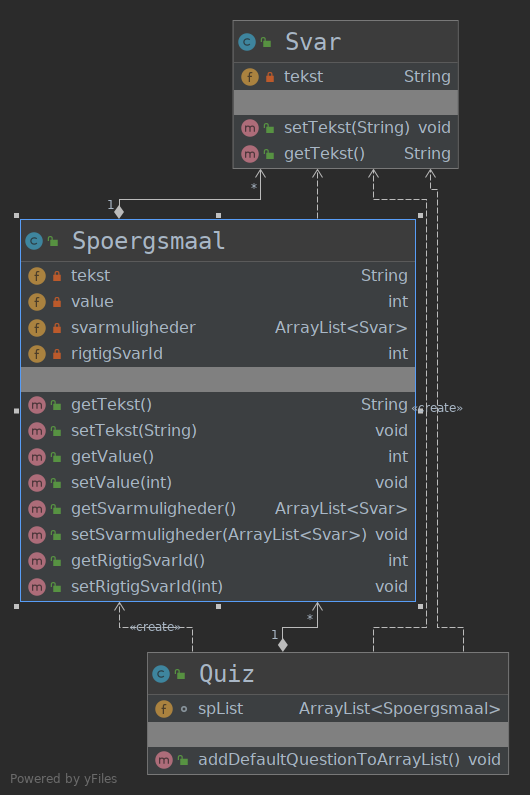 C Svar
f tekst String
m setTekst(String) void
m getTekst() String
*
1
C Spoergsmaal
f tekst String
f value int
f svarmuligheder ArrayList<Svar>
f rigtigSvarId int
m getTekst() String
«create»
m setTekst(String) void
m getValue() int
m setValue(int) void
m getSvarmuligheder() ArrayList<Svar>
m setSvarmuligheder(ArrayList<Svar>) void
m getRigtigSvarId() int
m setRigtigSvarId(int) void
*
«create»
1
C Quiz
f spList ArrayList<Spoergsmaal>
m addDefaultQuestionToArrayList() void
Powered by yFiles